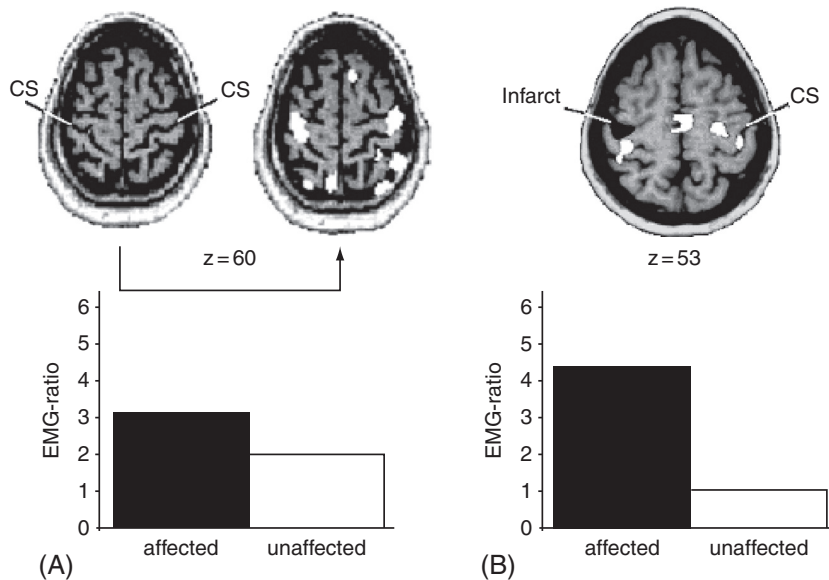 CS
CS
z = 60
6
5
4
3
2
1
0
EMG-ratio
affected
unaffected
(A)
Infarct
CS
z = 53
6
5
4
3
2
1
0
EMG-ratio
affected
unaffected
(B)